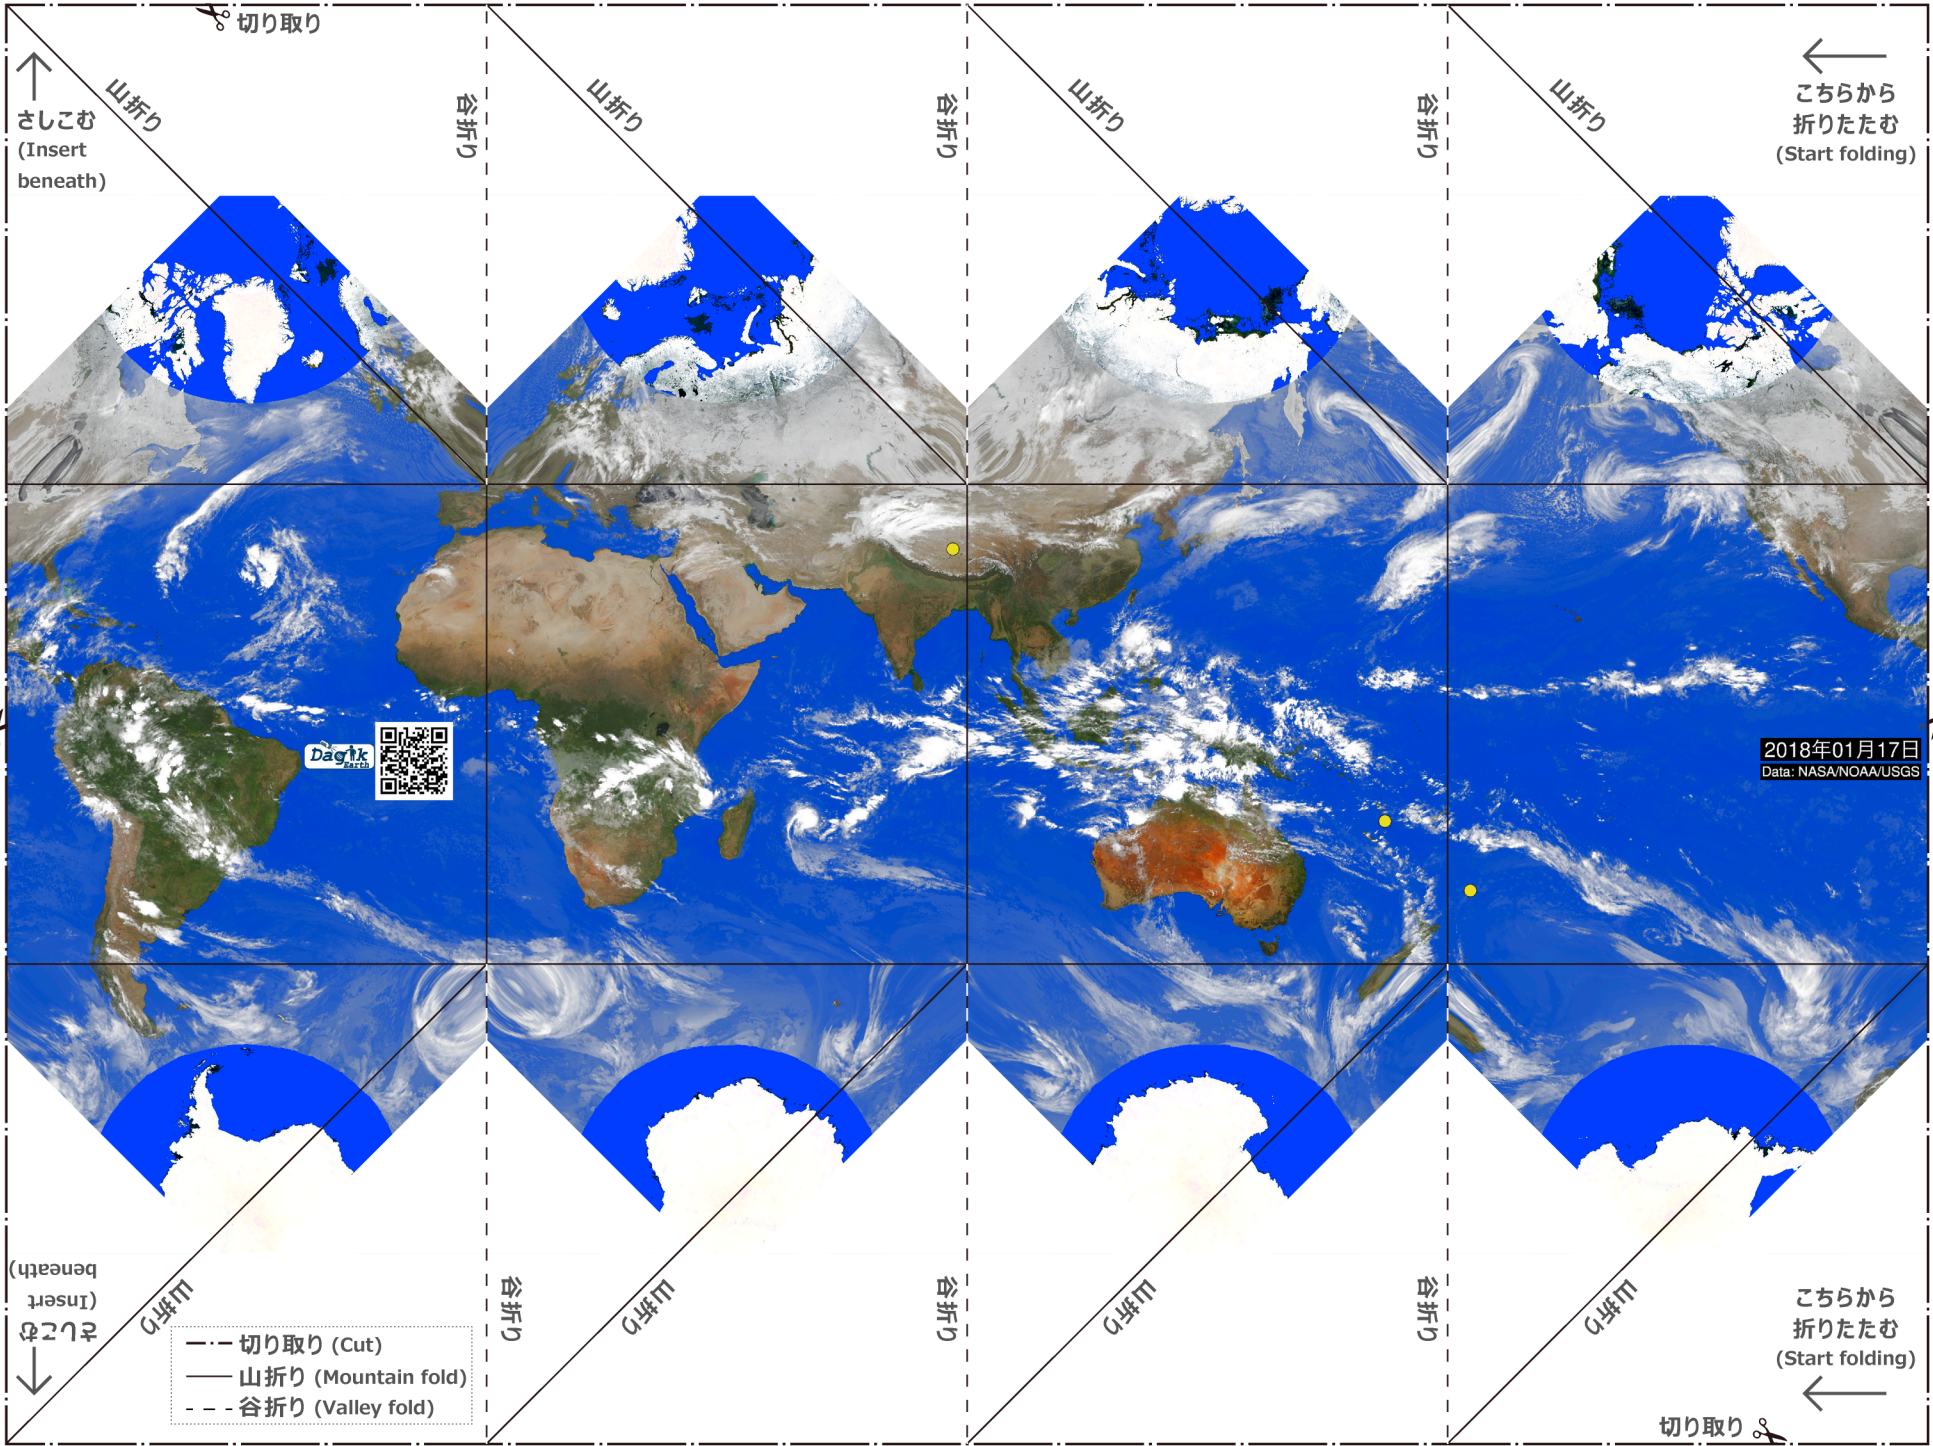 切り取り
山折り
谷折り
山折り
谷折り
山折り
谷折り
山折り
さしこむ
(Insert
beneath)
こちらから
折りたたむ
(Start folding)
Dagik
Earth
2018年01月17日
Data: NASA/NOAA/USGS
さしこむ
(Insert
beneath)
山折り
谷折り
山折り
谷折り
山折り
谷折り
山折り
こちらから
折りたたむ
(Start folding)
切り取り (Cut)
山折り (Mountain fold)
谷折り (Valley fold)
切り取り